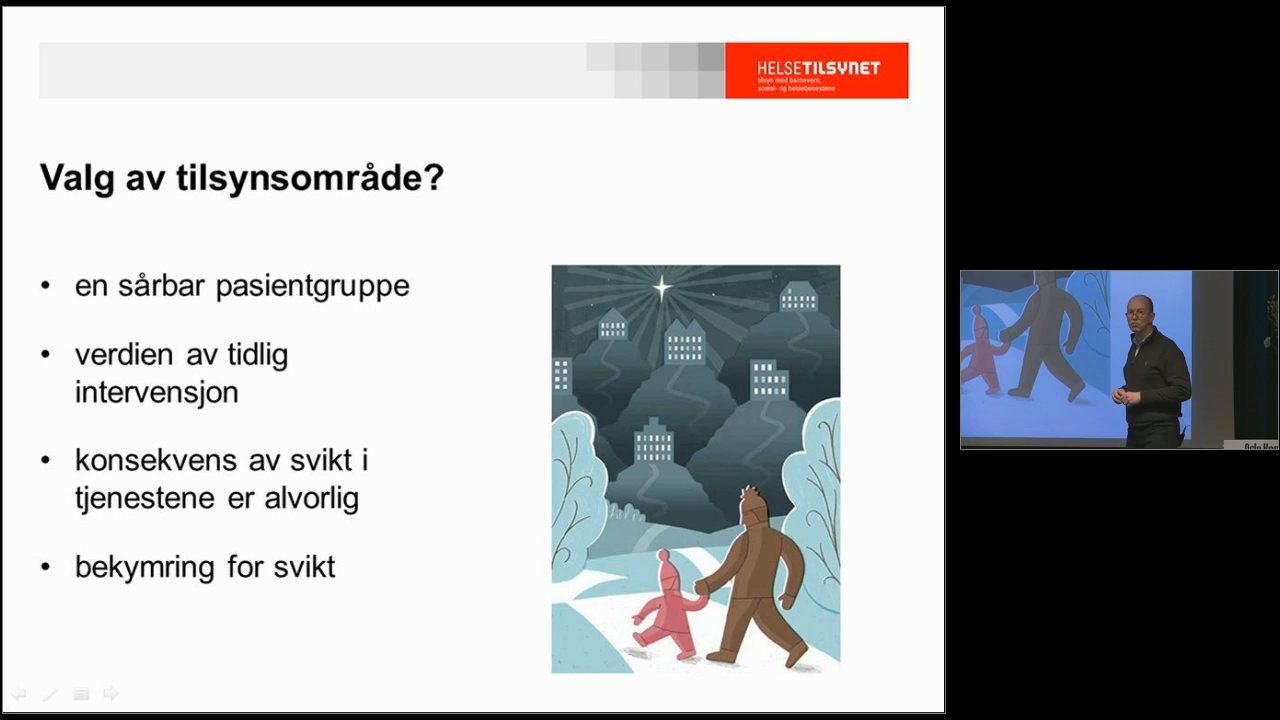 HELSETILSYNET
tilsyn med barnevern,
sosial- og helsetjenestene
Valg av tilsynsområde?
• en sårbar pasientgruppe
• verdien av tidlig
intervensjon
• konsekvens av svikt i
tjenestene er alvorlig
• bekymring for svikt